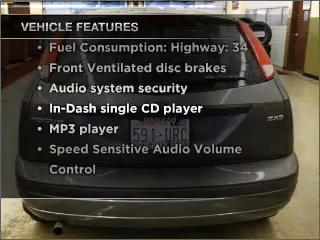 VEHICLE FEATURES
• Fuel Consumption: Highway: 34
• Front Ventilated disc brakes
• Audio system security
• In-Dash single CD player
• MP3 player
• Speed Sensitive Audio Volume
Control
ZX3
591·URC